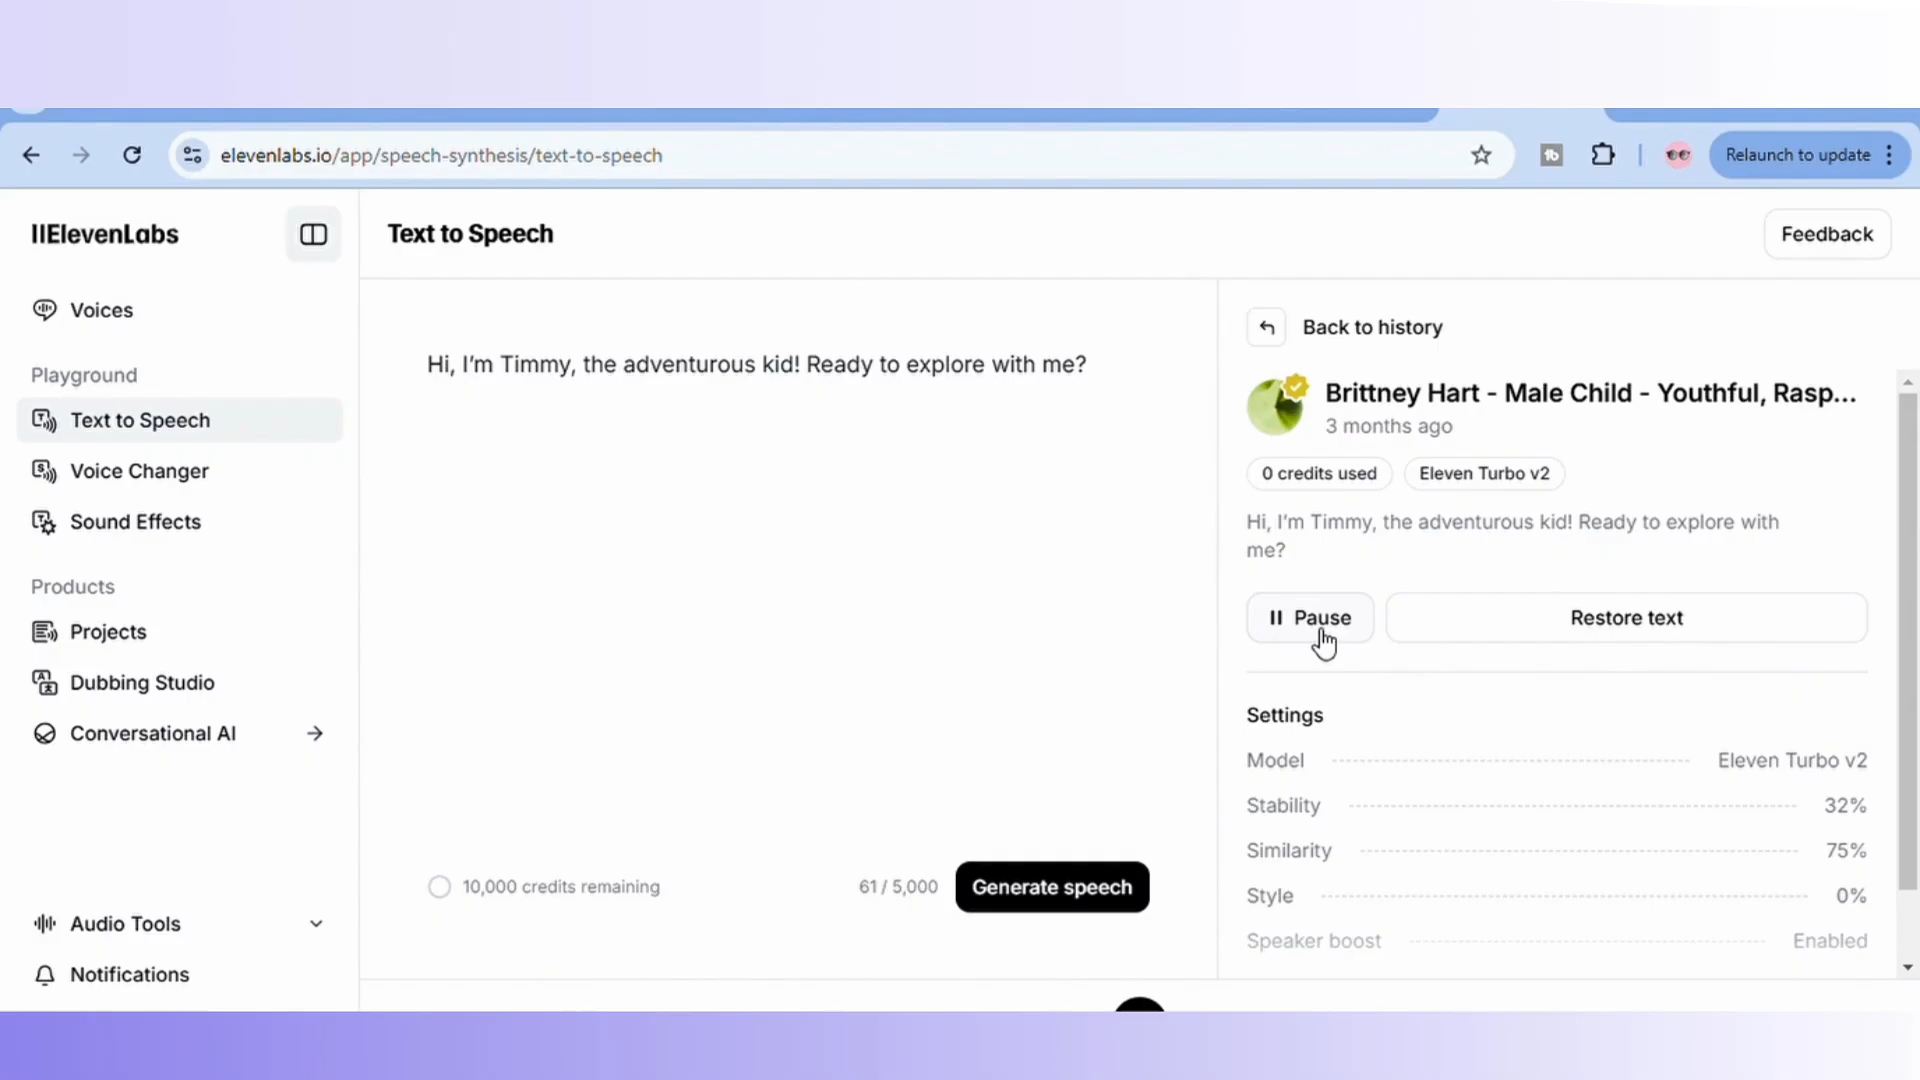 elevenlabs.io/app/speech-synthesis/text-to-speech
Relaunch to update
IIElevenLabs
Text to Speech
Feedback
Voices
Playground
Text to Speech
Voice Changer
Sound Effects
Products
Projects
Dubbing Studio
Conversational AI
Audio Tools
Notifications
Hi, I'm Timmy, the adventurous kid! Ready to explore with me?
10,000 credits remaining
61 / 5,000
Generate speech
Back to history
Brittney Hart - Male Child - Youthful, Rasp...
3 months ago
0 credits used
Eleven Turbo v2
Hi, I'm Timmy, the adventurous kid! Ready to explore with
me?
Pause
Restore text
Settings
Model Eleven Turbo v2
Stability 32%
Similarity 75%
Style 0%
Speaker boost Enabled